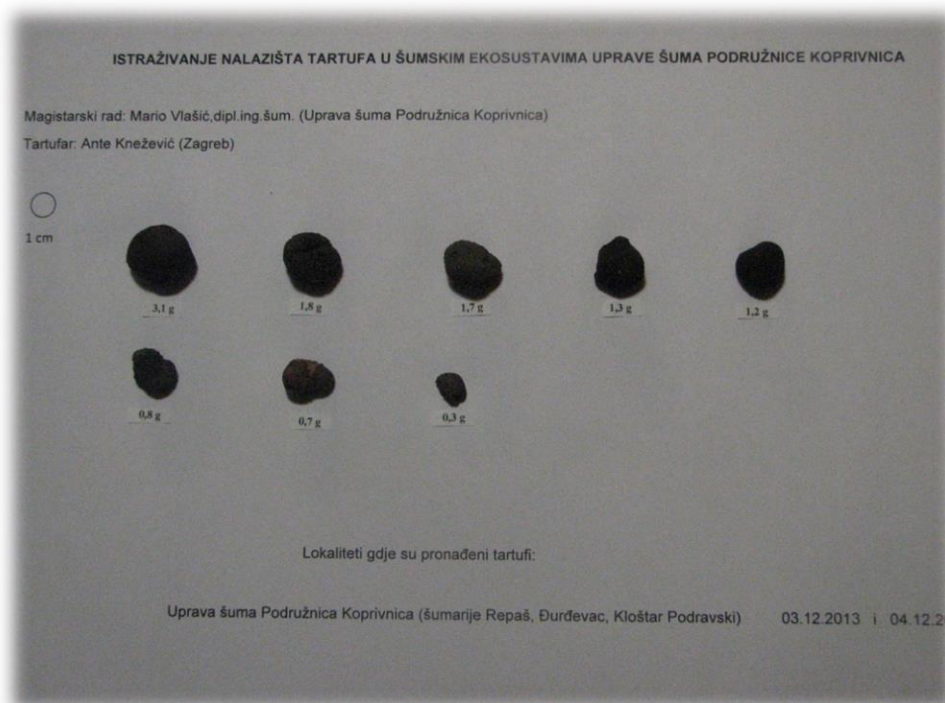 ISTRAŽIVANJE NALAZIŠTA TARTUFA U ŠUMSKIM EKOSUSTAVIMA UPRAVE ŠUMA PODRUŽNICE KOPRIVNICA
Magistarski rad: Mario Vlašić,dipl.ing.šum. (Uprava šuma Podružnica Koprivnica)
Tartufar: Ante Knežević (Zagreb)
1 cm
3,1 g 1,8 g 1,7 g 1,3 g 1,2 g
0,8 g 0,7 g 0,3 g
Lokaliteti gdje su pronađeni tartufi:
Uprava šuma Podružnica Koprivnica (šumarije Repaš, Đurđevac, Kloštar Podravski) 03.12.2013 i 04.12.2